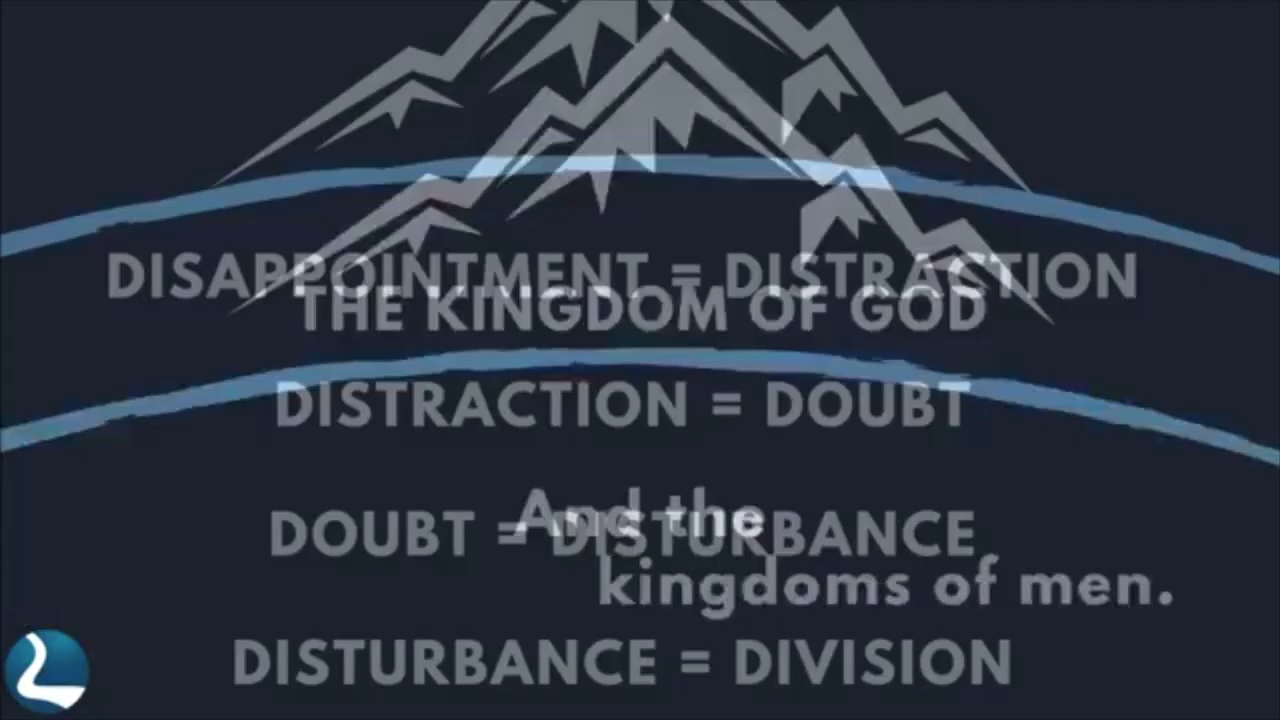 DISAPPOINTMENT = DISTRACTION
THE KINGDOM OF GOD
DISTRACTION = DOUBT
And the
DOUBT = DISTURBANCE
kingdoms of men.
DISTURBANCE = DIVISION